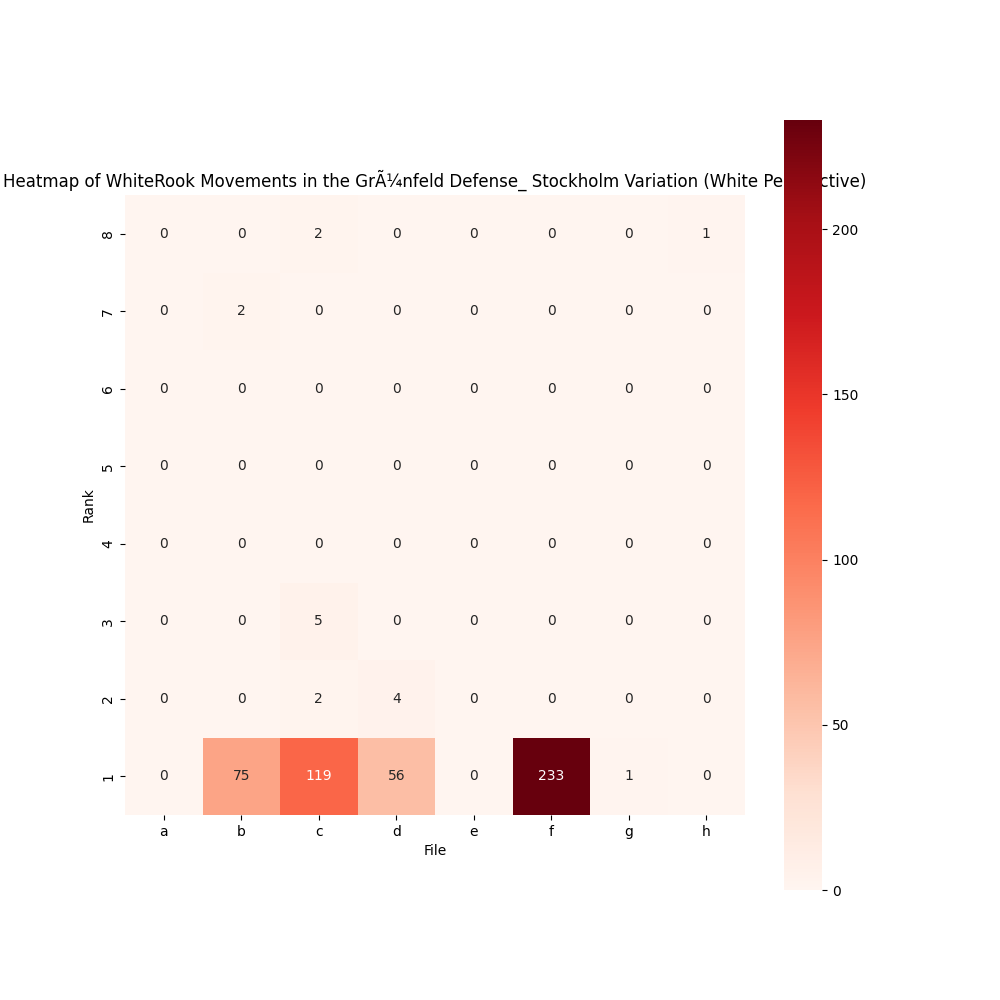 Heatmap of WhiteRook Movements in the GrÃ¼nfeld Defense_ Stockholm Variation (White Pe ctive)
8 0 0 2 0 0 0 0 1
7 0 2 0 0 0 0 0 0
6 0 0 0 0 0 0 0 0
5 0 0 0 0 0 0 0 0
4 0 0 0 0 0 0 0 0
3 0 0 5 0 0 0 0 0
2 0 0 2 4 0 0 0 0
1 0 75 119 56 0 233 1 0
a b c d e f g h
File
Rank
200
150
100
50
0